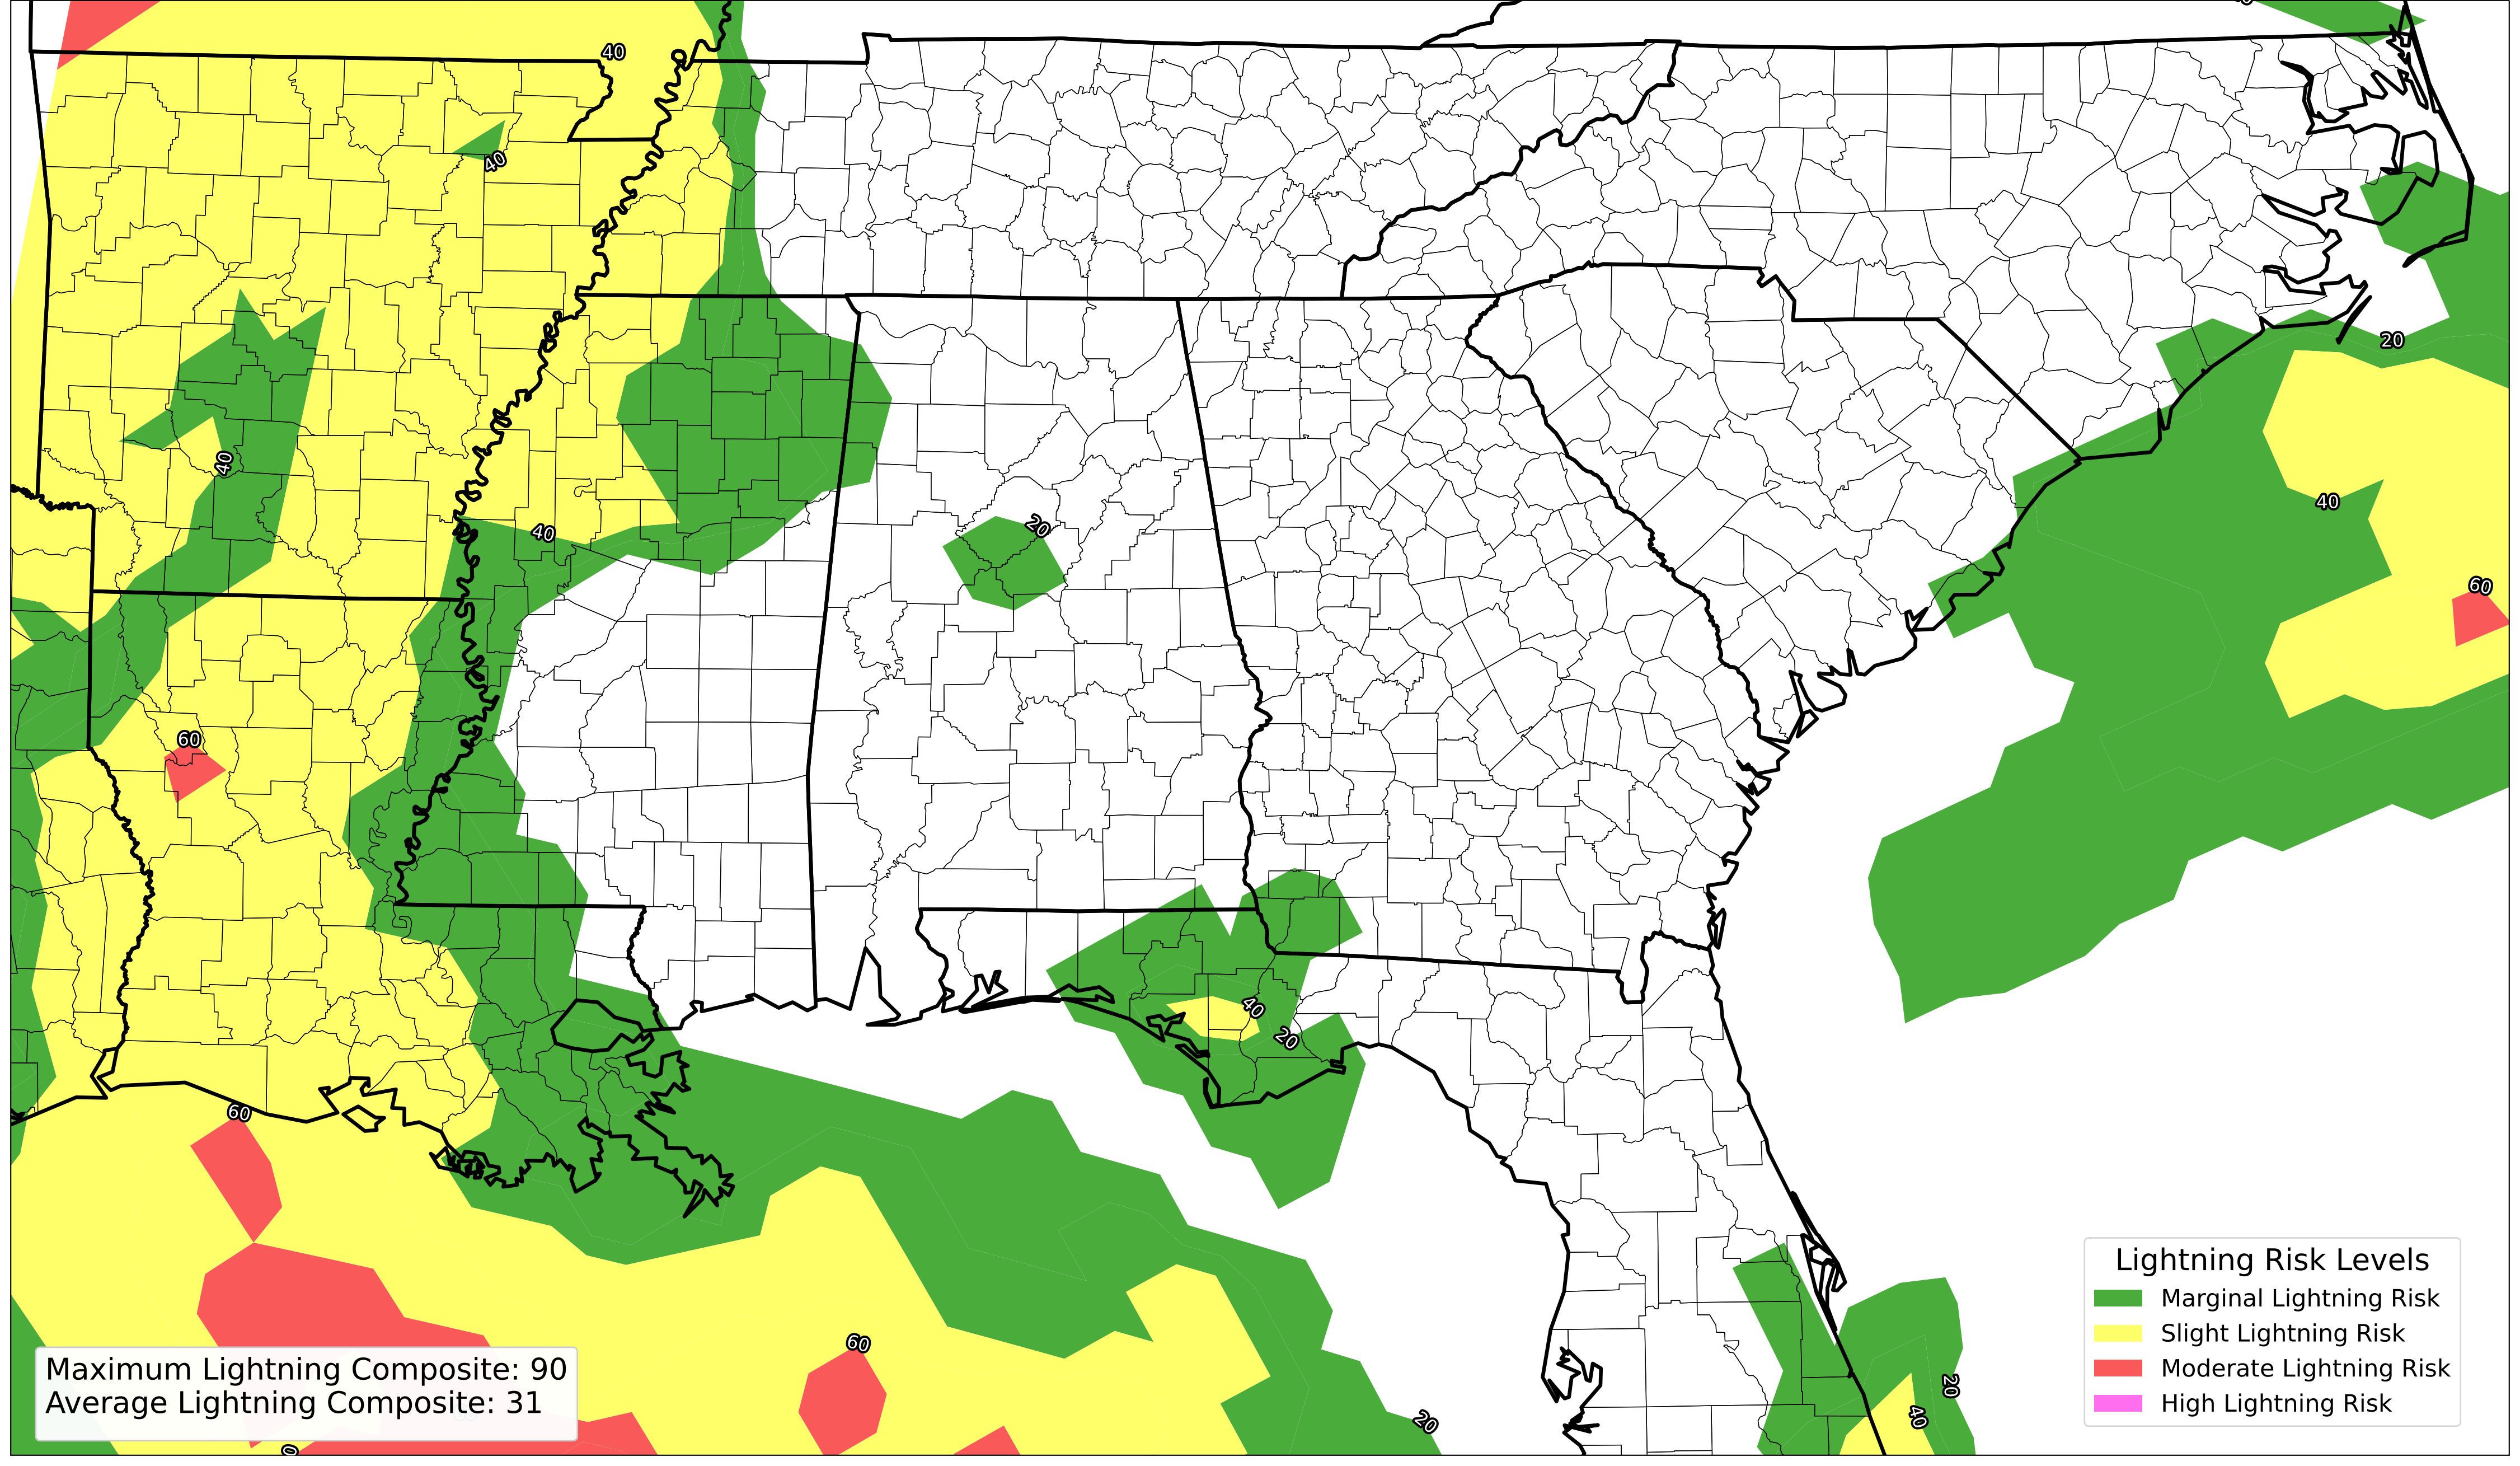 40
40
40
20
40
20
40
60
60
40
20
60
60
20
20
40
Maximum Lightning Composite: 90
Average Lightning Composite: 31
Lightning Risk Levels
Marginal Lightning Risk
Slight Lightning Risk
Moderate Lightning Risk
High Lightning Risk